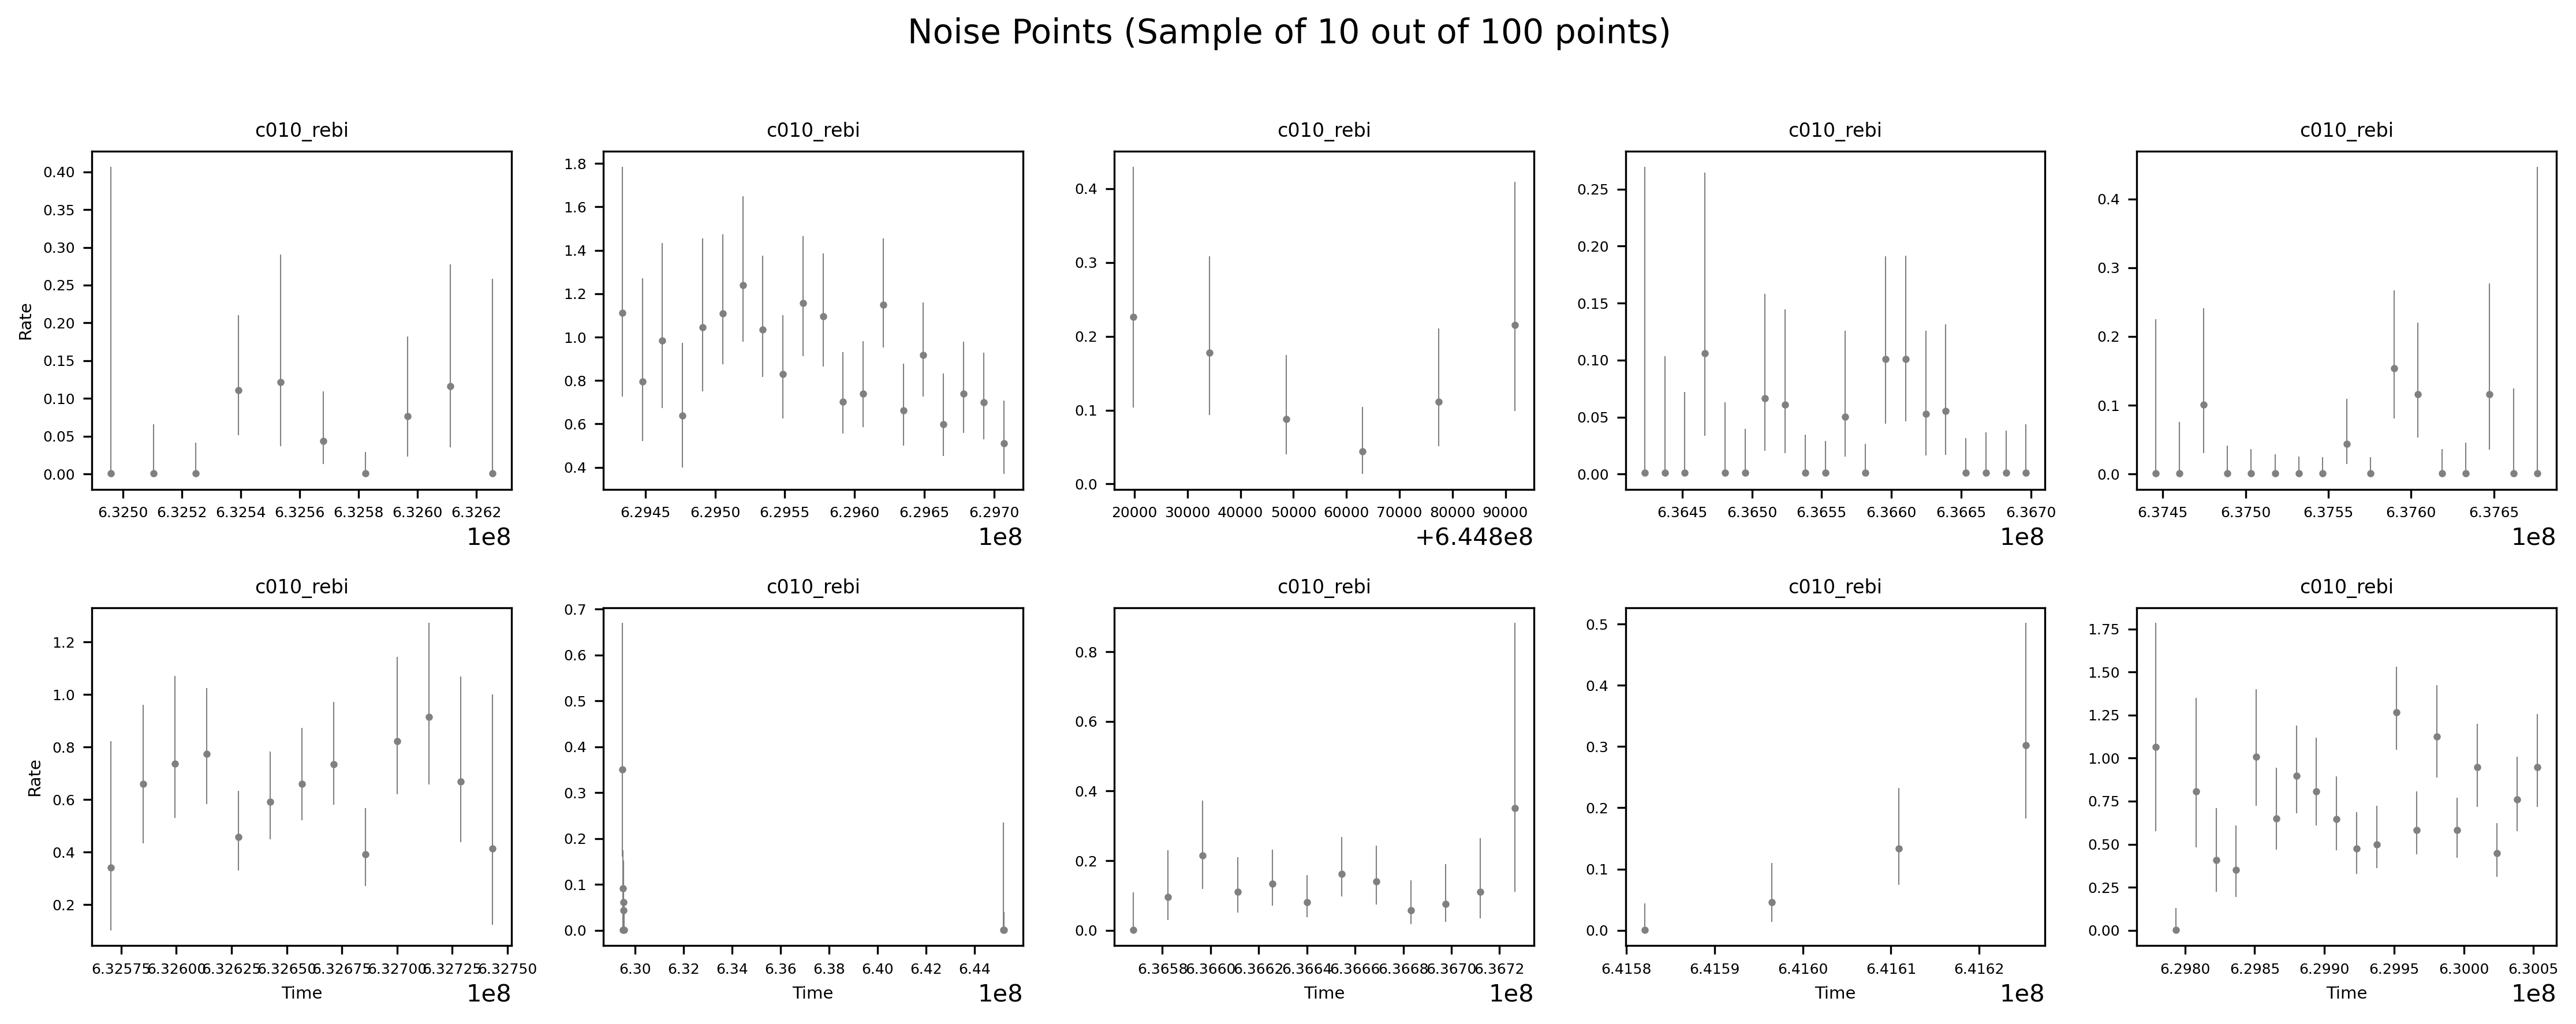 Noise Points (Sample of 10 out of 100 points)
c010_rebi c010_rebi c010_rebi c010_rebi c010_rebi
Rate
0.40
0.35
0.30
0.25
0.20
0.15
0.10
0.05
0.00
6.3250 6.3252 6.3254 6.3256 6.3258 6.3260 6.3262
1e8
1.8
1.6
1.4
1.2
1.0
0.8
0.6
0.4
6.2945 6.2950 6.2955 6.2960 6.2965 6.2970
1e8
0.4
0.3
0.2
0.1
0.0
20000 30000 40000 50000 60000 70000 80000 90000
+6.448e8
0.25
0.20
0.15
0.10
0.05
0.00
6.3645 6.3650 6.3655 6.3660 6.3665 6.3670
1e8
0.4
0.3
0.2
0.1
0.0
6.3745 6.3750 6.3755 6.3760 6.3765
1e8
c010_rebi c010_rebi c010_rebi c010_rebi c010_rebi
Rate
1.2
1.0
0.8
0.6
0.4
0.2
6.32575 6.32600 6.32625 6.32650 6.32675 6.32700 6.32725 6.32750
Time
1e8
0.7
0.6
0.5
0.4
0.3
0.2
0.1
0.0
6.30 6.32 6.34 6.36 6.38 6.40 6.42 6.44
Time
1e8
0.8
0.6
0.4
0.2
0.0
6.3658 6.3660 6.3662 6.3664 6.3666 6.3668 6.3670 6.3672
Time
1e8
0.5
0.4
0.3
0.2
0.1
0.0
6.4158 6.4159 6.4160 6.4161 6.4162
Time
1e8
1.75
1.50
1.25
1.00
0.75
0.50
0.25
0.00
6.2980 6.2985 6.2990 6.2995 6.3000 6.3005
Time
1e8